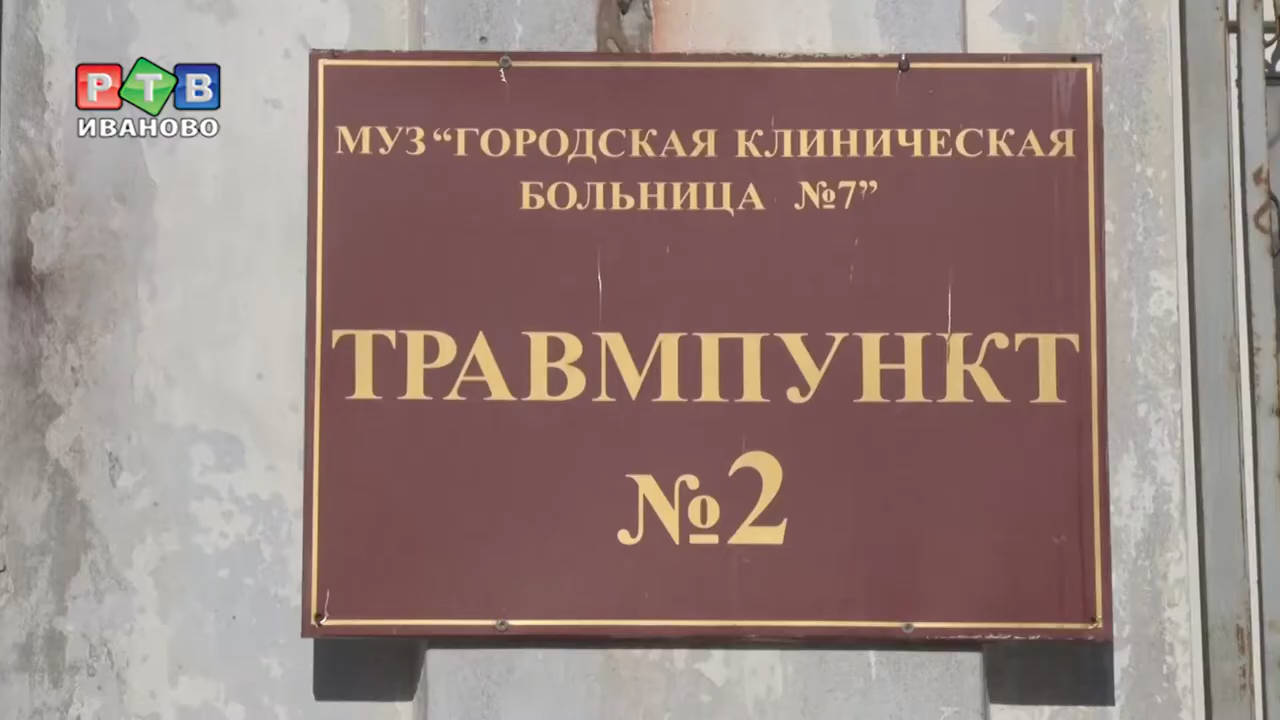 РТВ
ИВАНОВО
МУЗ “ГОРОДСКАЯ КЛИНИЧЕСКАЯ
БОЛЬНИЦА №7”
ТРАВМПУНКТ
№2